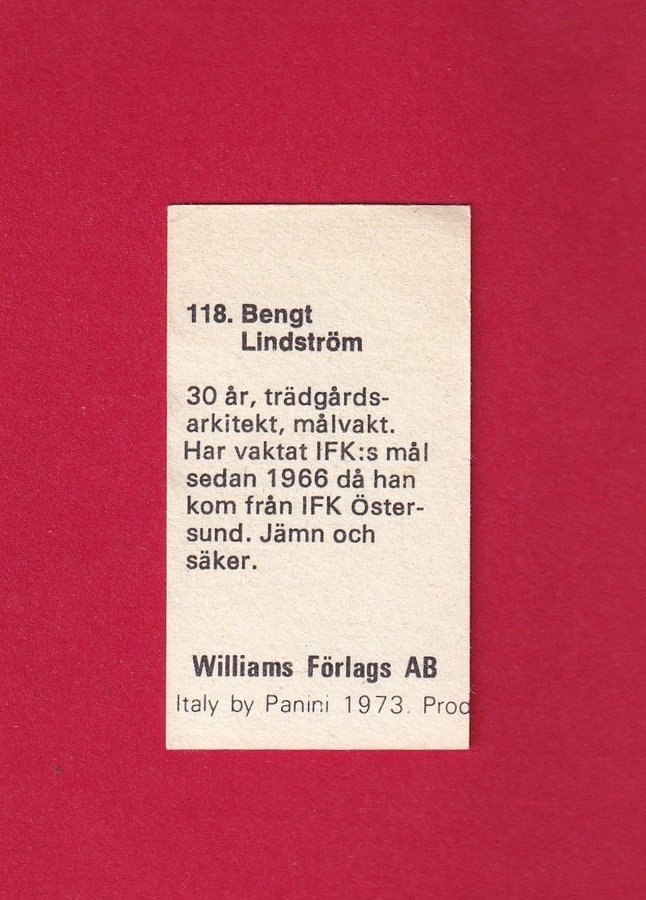 118. Bengt
Lindström
30 år, trädgårds-
arkitekt, målvakt.
Har vaktat IFK:s mål
sedan 1966 då han
kom från IFK Öster-
sund. Jämn och
säker.
Williams Förlags AB
Italy by Panini 1973. Prod